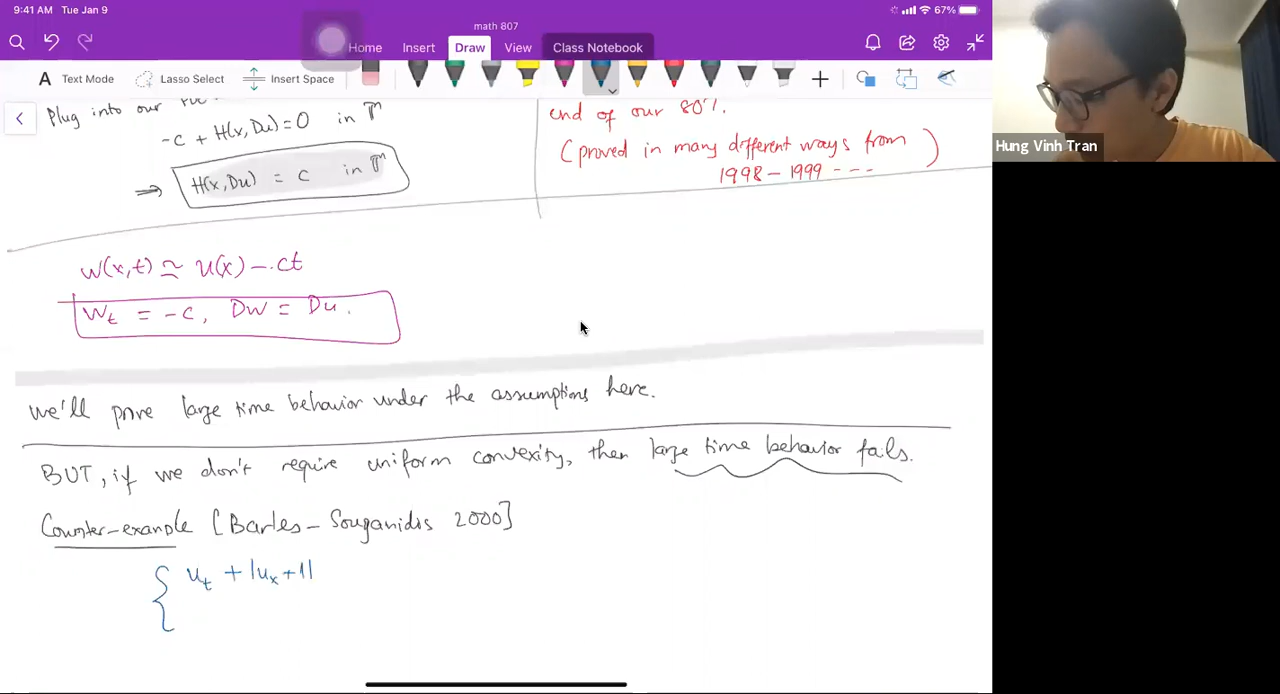 9:41 AM Tue Jan 9
67%
math 807
Home Insert Draw View Class Notebook
Text Mode Lasso Select Insert Space
Plug into our
-c + H(x,Du)=0 in 𝕋ⁿ
⇒ H(x,Du) = c in 𝕋ⁿ
end of our 80's.
(proved in many different ways from
1998 – 1999 - - -
)
w(x,t) ≃ u(x) – ct
w_t = -c, Dw = Du.
We'll prove large time behavior under the assumptions here.
BUT, if we don't require uniform convexity, then large time behavior fails.
Counter-example [Barles – Souganidis 2000]
{ u_t + |u_x+1|
Hung Vinh Tran